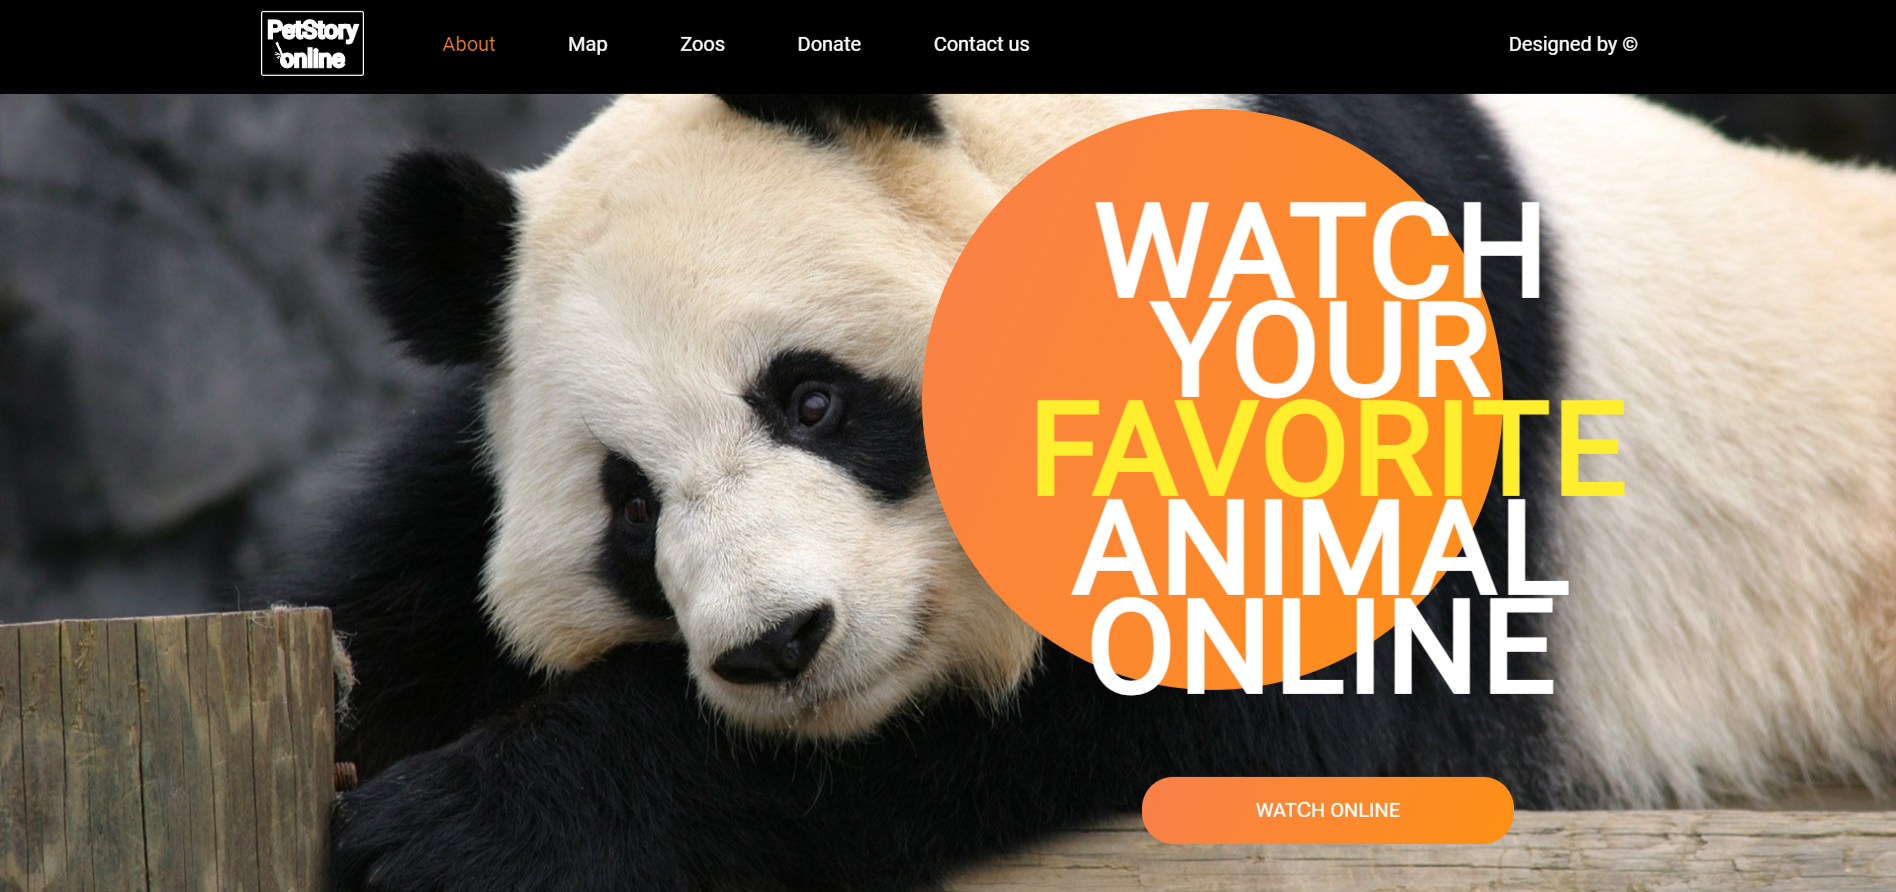 PetStory
online
About
Map
Zoos
Donate
Contact us
Designed by ©
WATCH
YOUR
FAVORITE
ANIMAL
ONLINE
WATCH ONLINE